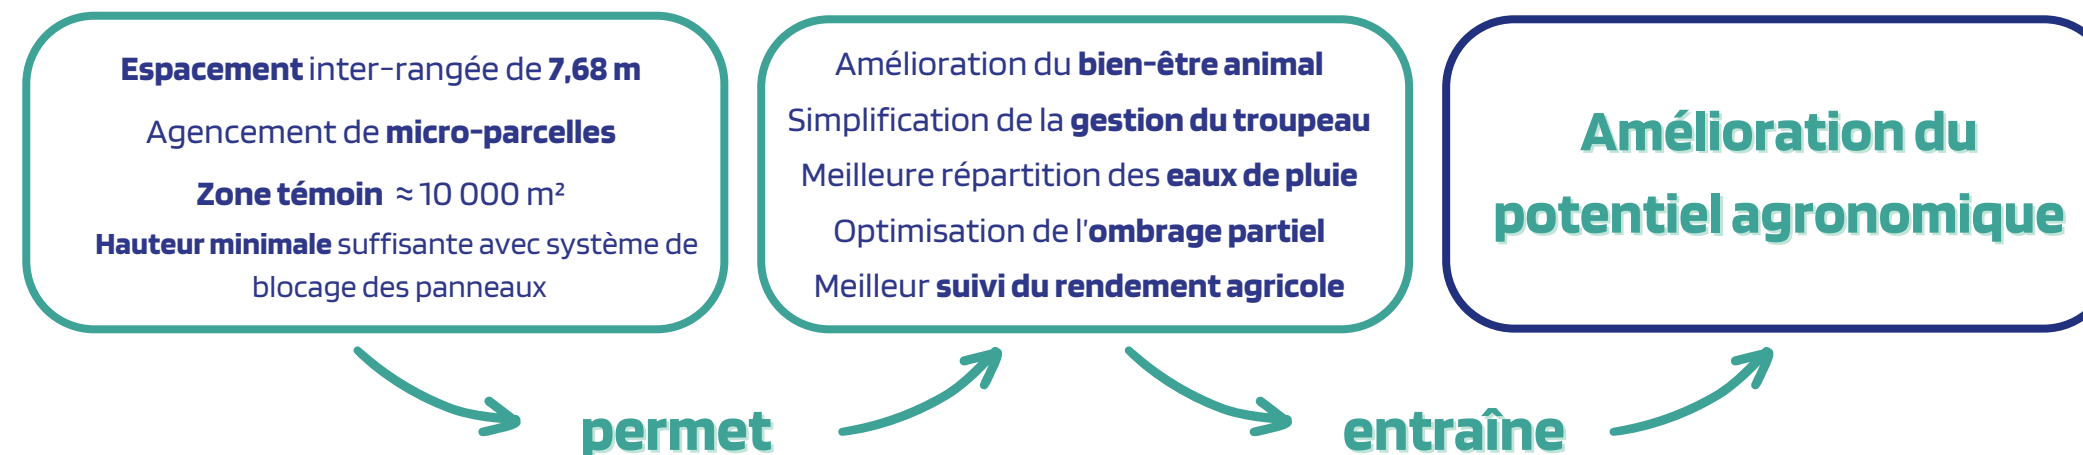 Espacement inter-rangée de 7,68 m
Agencement de micro-parcelles
Zone témoin ≈ 10 000 m²
Hauteur minimale suffisante avec système de
blocage des panneaux
Amélioration du bien-être animal
Simplification de la gestion du troupeau
Meilleure répartition des eaux de pluie
Optimisation de l'ombrage partiel
Meilleur suivi du rendement agricole
Amélioration du
potentiel agronomique
permet
entraîne